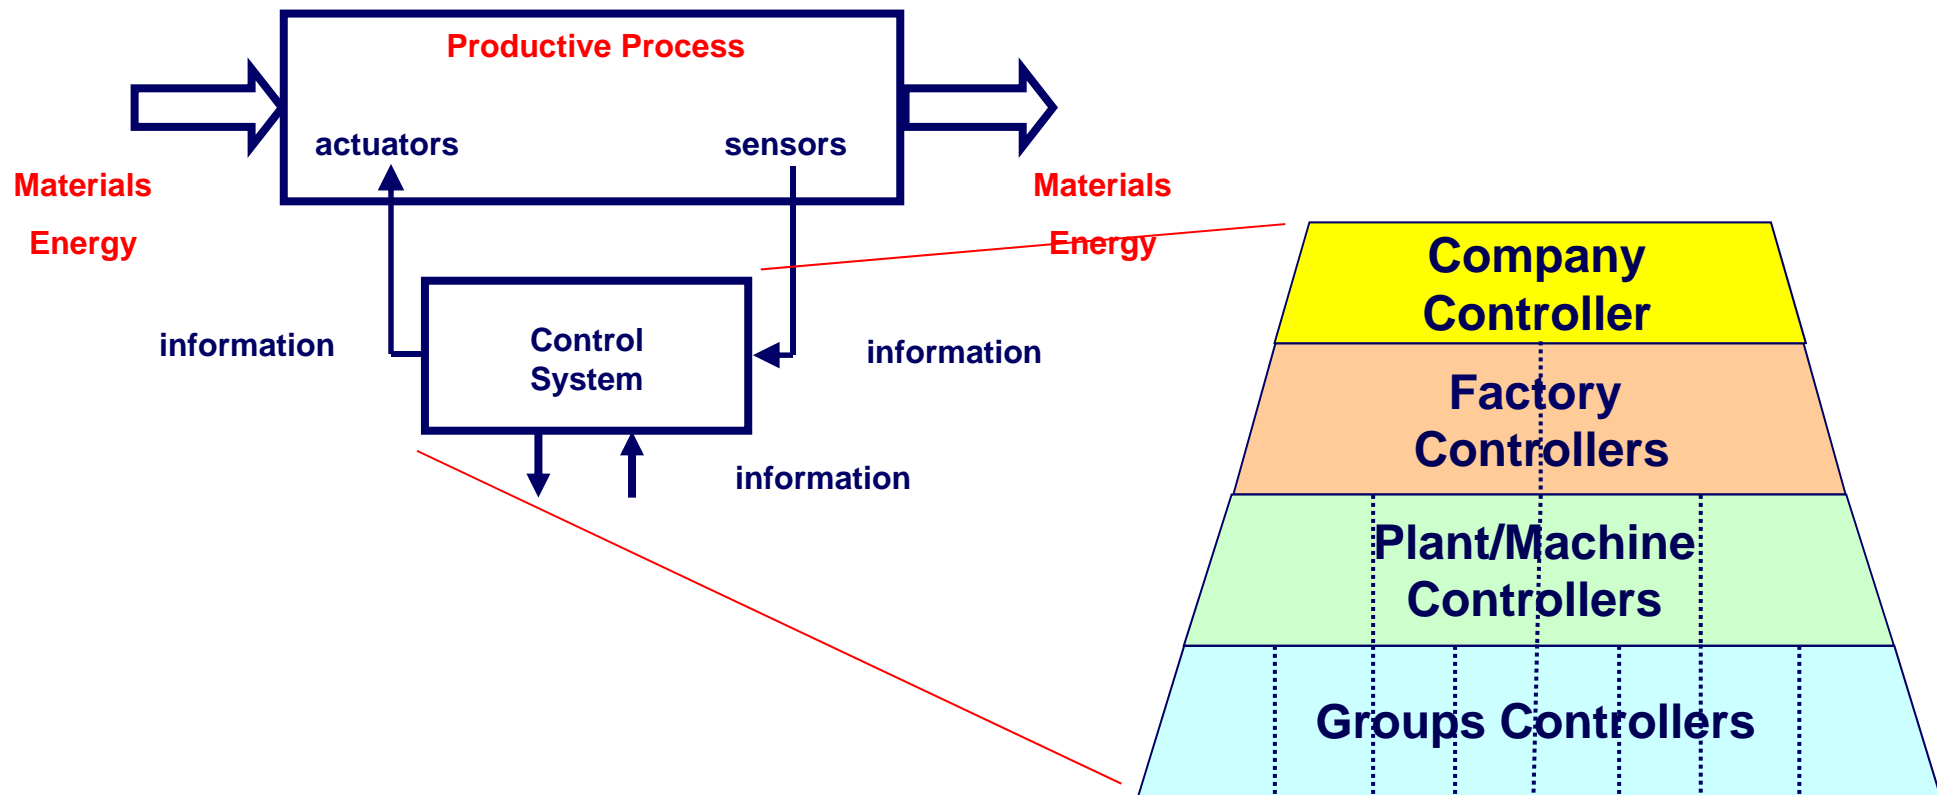 Productive Process
actuators
sensors
Materials
Energy
Materials
Energy
information
Control
System
information
information
Company
Controller
Factory
Controllers
Plant/Machine
Controllers
Groups Controllers